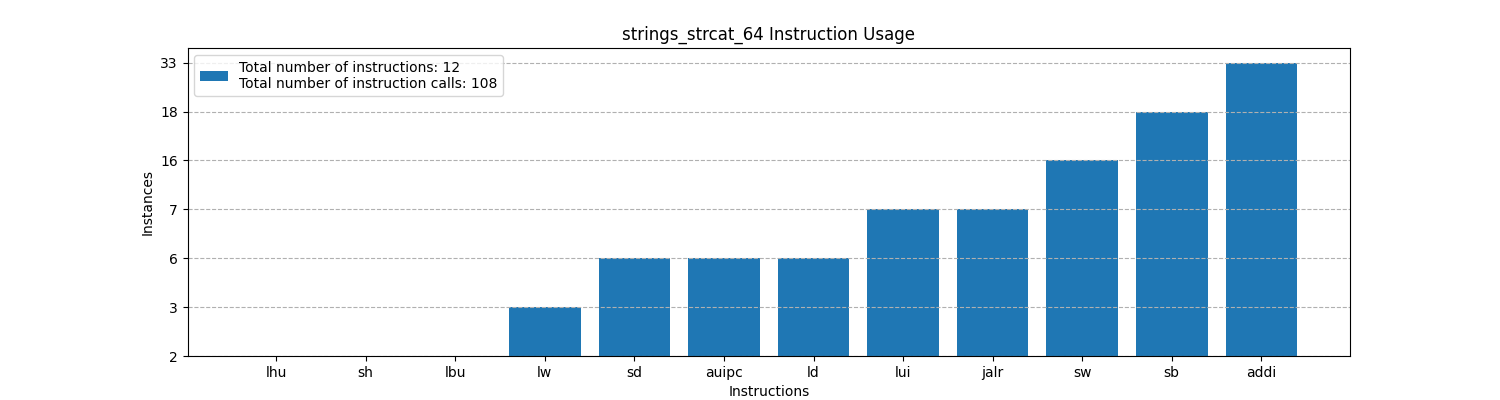 strings_strcat_64 Instruction Usage
Total number of instructions: 12
Total number of instruction calls: 108
33
18
16
7
6
3
2
Instances
lhu sh lbu lw sd auipc ld lui jalr sw sb addi
Instructions